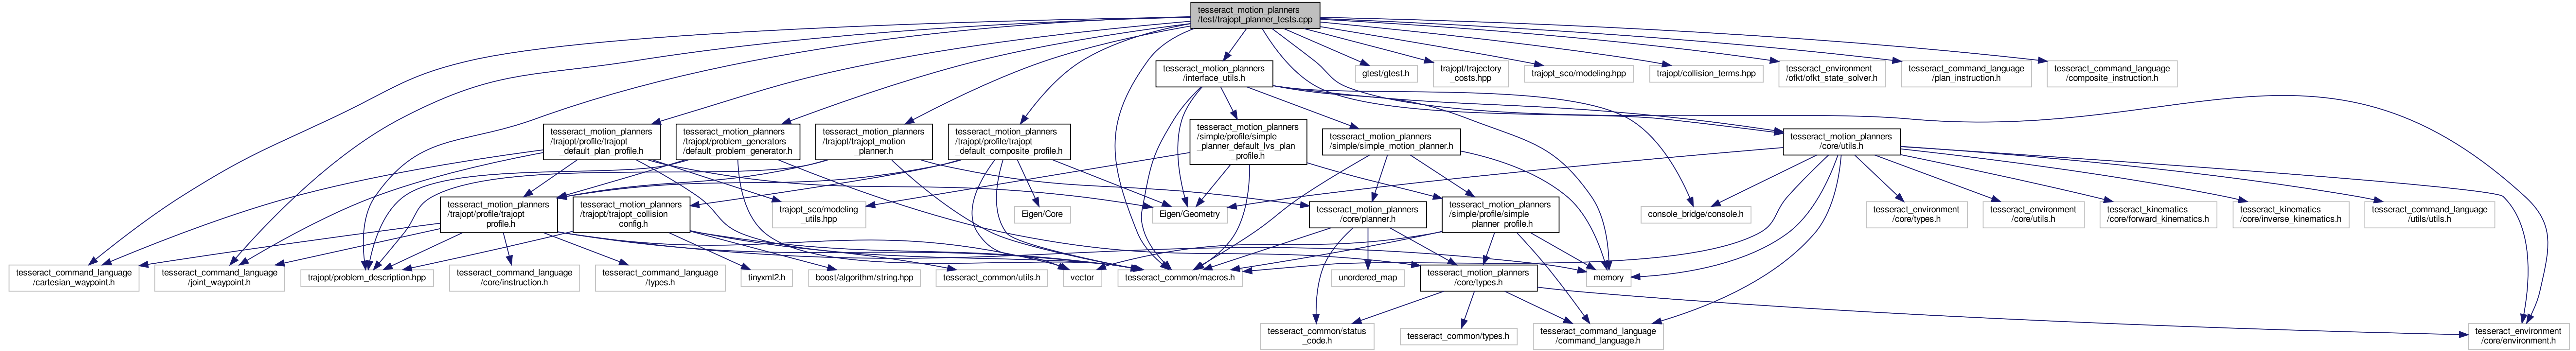 tesseract_motion_planners
/test/trajopt_planner_tests.cpp
tesseract_motion_planners
/interface_utils.h
gtest/gtest.h
trajopt/trajectory
_costs.hpp
trajopt_sco/modeling.hpp
trajopt/collision_terms.hpp
tesseract_environment
/ofkt/ofkt_state_solver.h
tesseract_command_language
/plan_instruction.h
tesseract_command_language
/composite_instruction.h
tesseract_motion_planners
/trajopt/profile/trajopt
_default_plan_profile.h
tesseract_motion_planners
/trajopt/problem_generators
/default_problem_generator.h
tesseract_motion_planners
/trajopt/trajopt_motion
_planner.h
tesseract_motion_planners
/trajopt/profile/trajopt
_default_composite_profile.h
tesseract_motion_planners
/simple/profile/simple
_planner_default_lvs_plan
_profile.h
tesseract_motion_planners
/simple/simple_motion_planner.h
tesseract_motion_planners
/core/utils.h
tesseract_motion_planners
/trajopt/profile/trajopt
_profile.h
tesseract_motion_planners
/trajopt/trajopt_collision
_config.h
trajopt_sco/modeling
_utils.hpp
Eigen/Core
Eigen/Geometry
tesseract_motion_planners
/core/planner.h
tesseract_motion_planners
/simple/profile/simple
_planner_profile.h
console_bridge/console.h
tesseract_environment
/core/types.h
tesseract_environment
/core/utils.h
tesseract_kinematics
/core/forward_kinematics.h
tesseract_kinematics
/core/inverse_kinematics.h
tesseract_command_language
/utils/utils.h
tesseract_command_language
/cartesian_waypoint.h
tesseract_command_language
/joint_waypoint.h
trajopt/problem_description.hpp
tesseract_command_language
/core/instruction.h
tesseract_command_language
/types.h
tinyxml2.h
boost/algorithm/string.hpp
tesseract_common/utils.h
vector
tesseract_common/macros.h
unordered_map
tesseract_motion_planners
/core/types.h
memory
tesseract_common/status
_code.h
tesseract_common/types.h
tesseract_command_language
/command_language.h
tesseract_environment
/core/environment.h